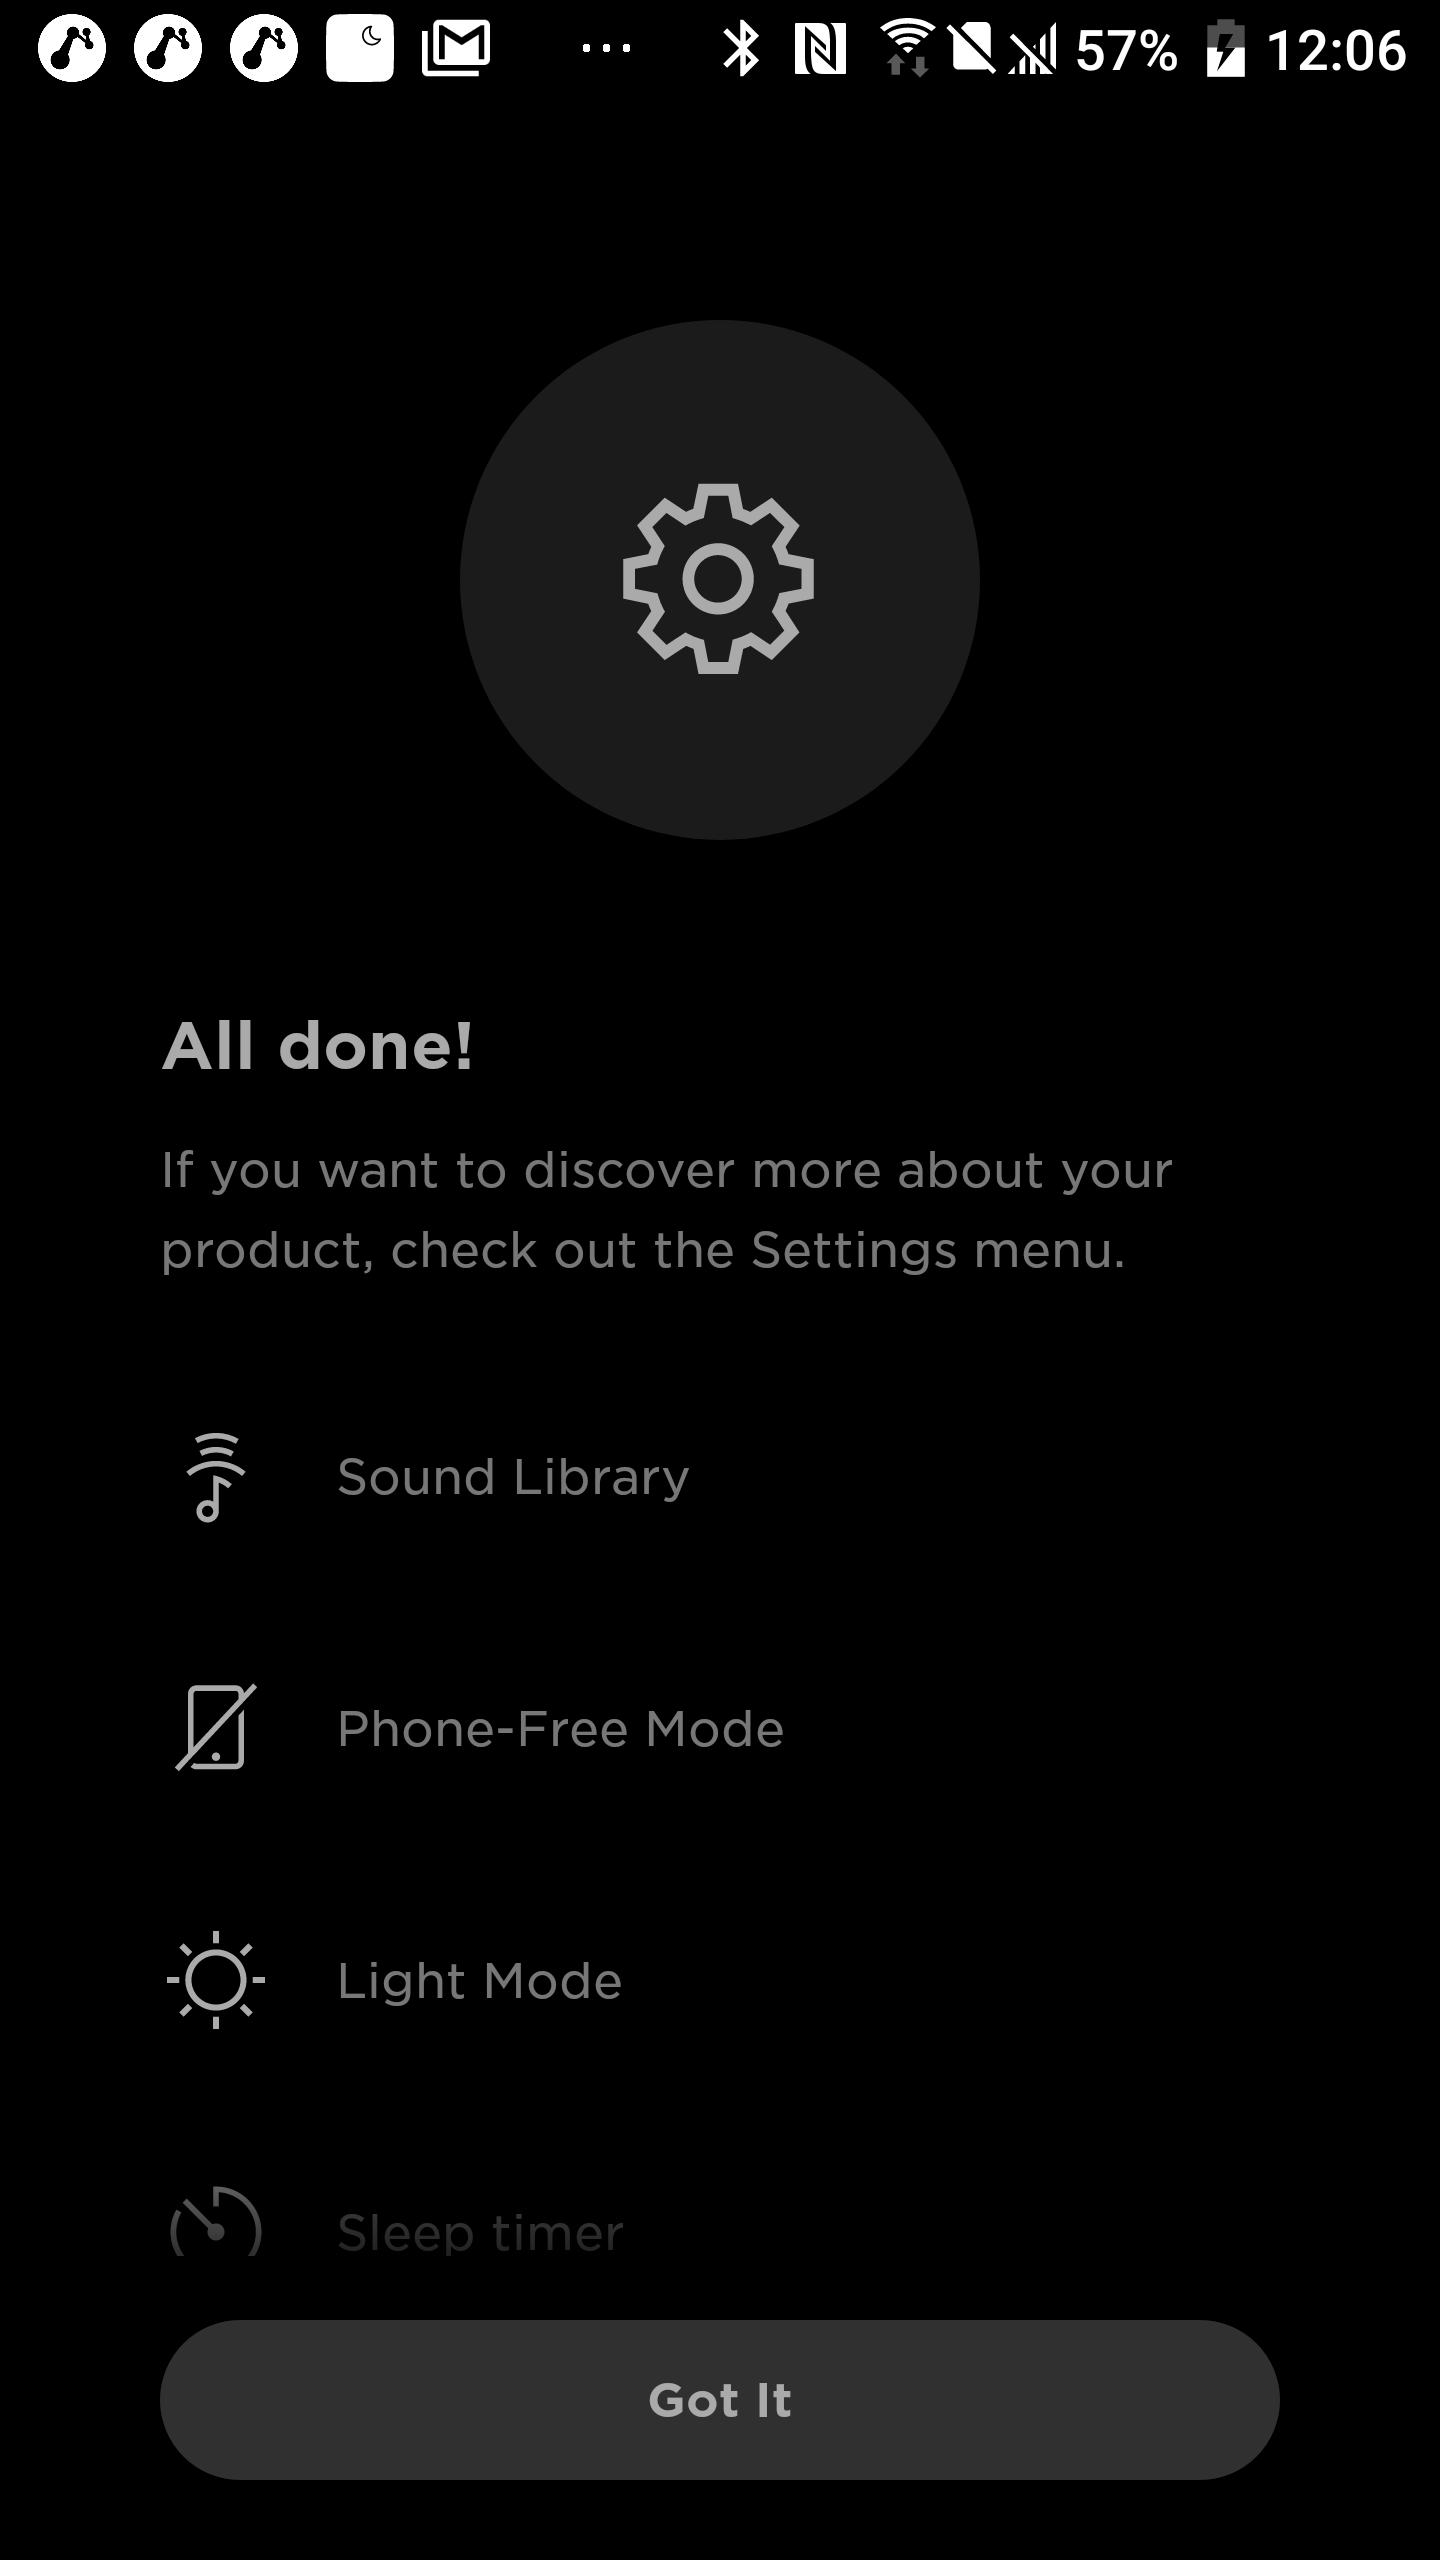 57% 12:06
All done!
If you want to discover more about your
product, check out the Settings menu.
Sound Library
Phone-Free Mode
Light Mode
Sleep timer
Got It